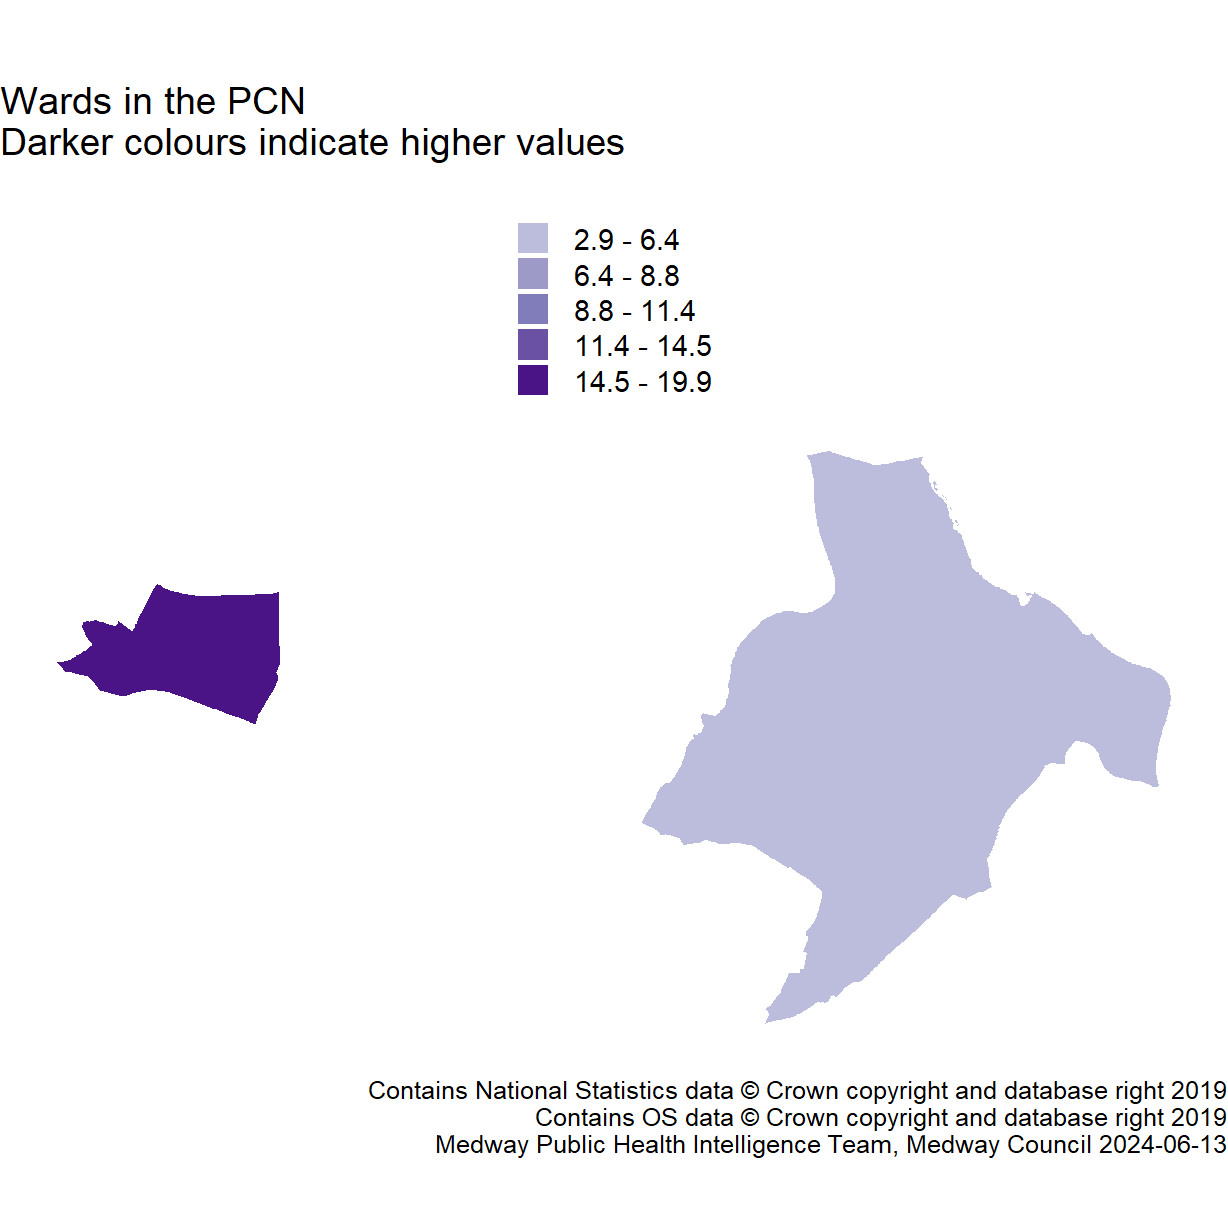 Wards in the PCN
Darker colours indicate higher values
2.9 - 6.4
6.4 - 8.8
8.8 - 11.4
11.4 - 14.5
14.5 - 19.9
Contains National Statistics data © Crown copyright and database right 2019
Contains OS data © Crown copyright and database right 2019
Medway Public Health Intelligence Team, Medway Council 2024-06-13